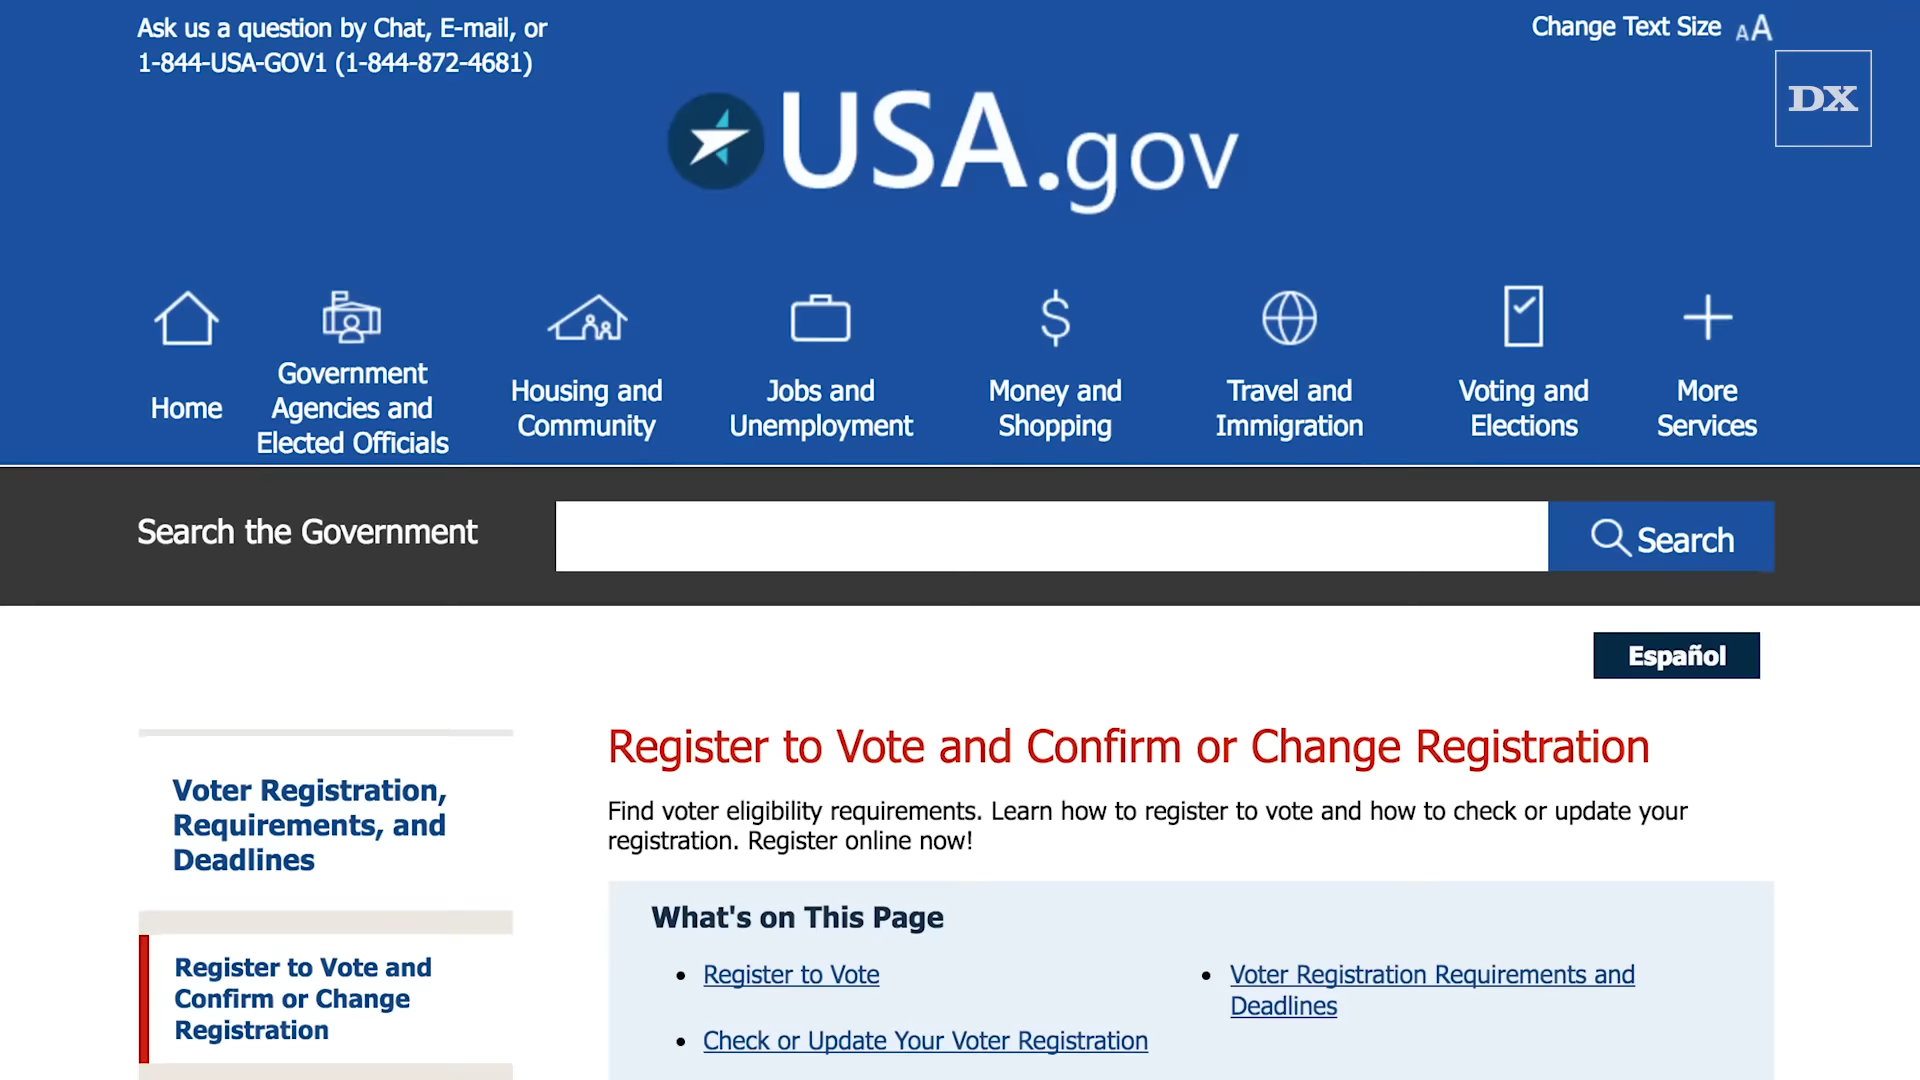 Ask us a question by Chat, E-mail, or
1-844-USA-GOV1 (1-844-872-4681)
Change Text Size AA
DX
USA.gov
Home
Government
Agencies and
Elected Officials
Housing and
Community
Jobs and
Unemployment
Money and
Shopping
Travel and
Immigration
Voting and
Elections
More
Services
Search the Government
Search
Español
Voter Registration,
Requirements, and
Deadlines
Register to Vote and
Confirm or Change
Registration
Register to Vote and Confirm or Change Registration
Find voter eligibility requirements. Learn how to register to vote and how to check or update your
registration. Register online now!
What's on This Page
• Register to Vote
• Check or Update Your Voter Registration
• Voter Registration Requirements and
Deadlines